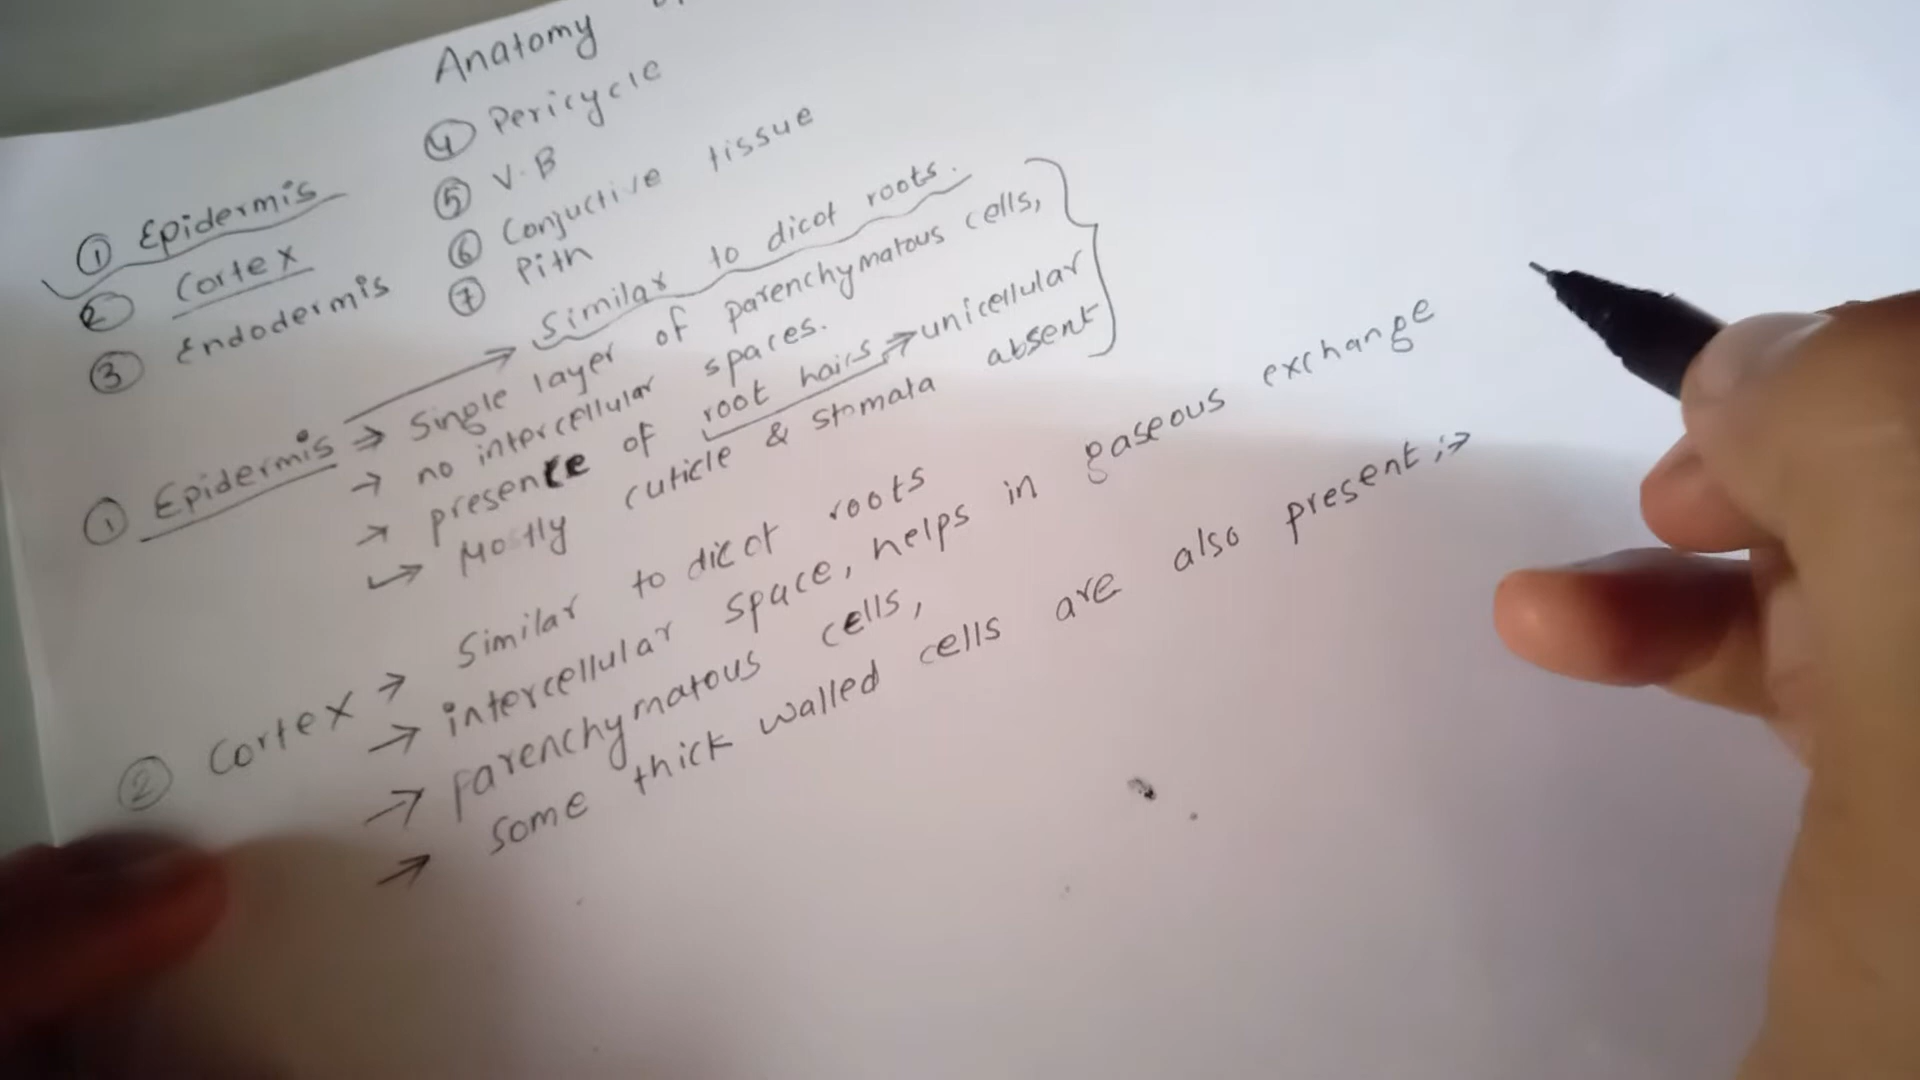 Anatomy
① Epidermis
② Cortex
③ Endodermis
④ Pericycle
⑤ V.B
⑥ Conjuctive tissue
⑦ Pith
① Epidermis → Similar to dicot roots.
⇒ Single layer of parenchymatous cells,
→ no intercellular spaces.
→ presence of root hairs → unicellular
↳ Mostly cuticle & stomata absent
② Cortex → Similar to dicot roots
→ intercellular space, helps in gaseous exchange
→ parenchymatous cells,
→ some thick walled cells are also present ;→